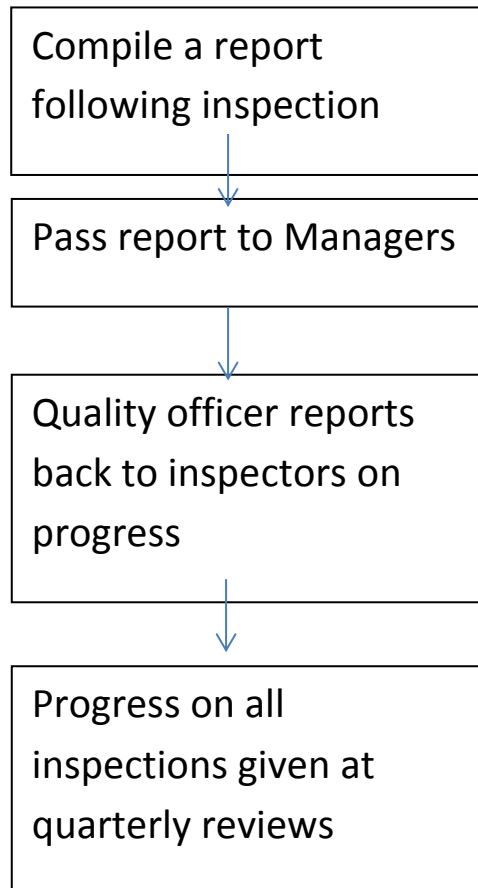 Compile a report
following inspection
Pass report to Managers
Quality officer reports
back to inspectors on
progress
Progress on all
inspections given at
quarterly reviews